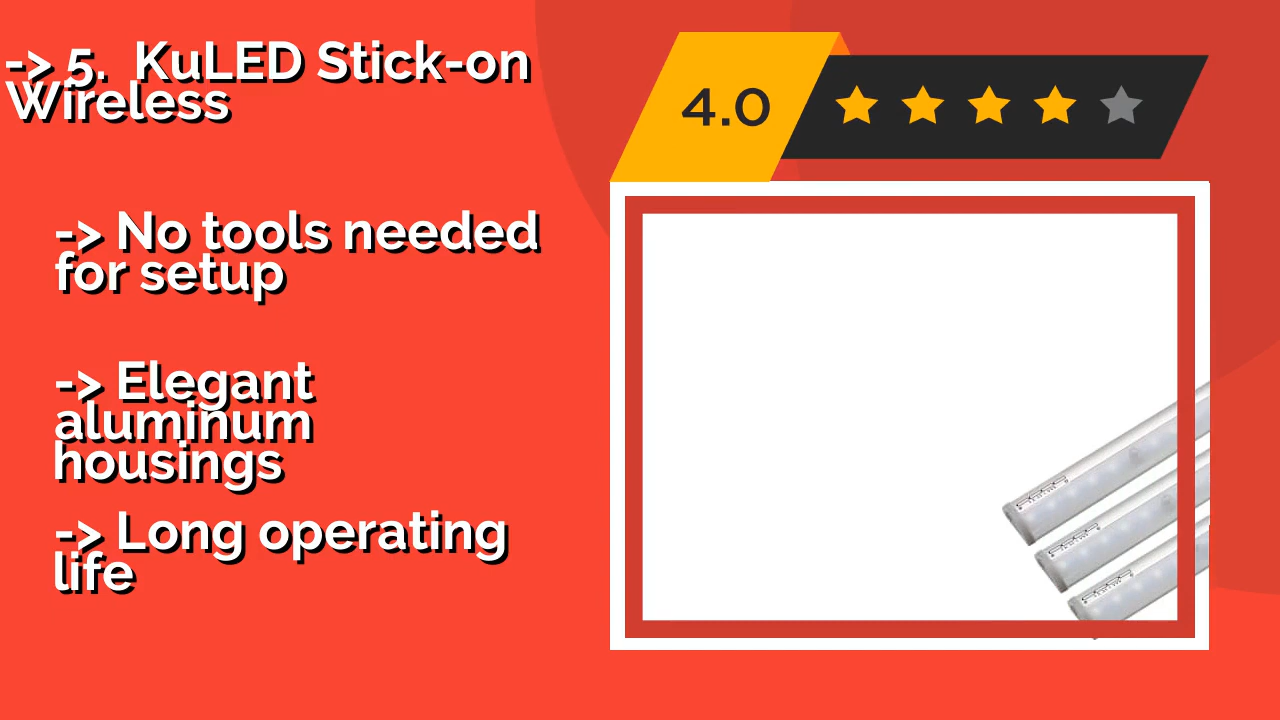 -> 5.  KuLED Stick-on
Wireless
4.0
-> No tools needed
for setup
-> Elegant
aluminum
housings
-> Long operating
life